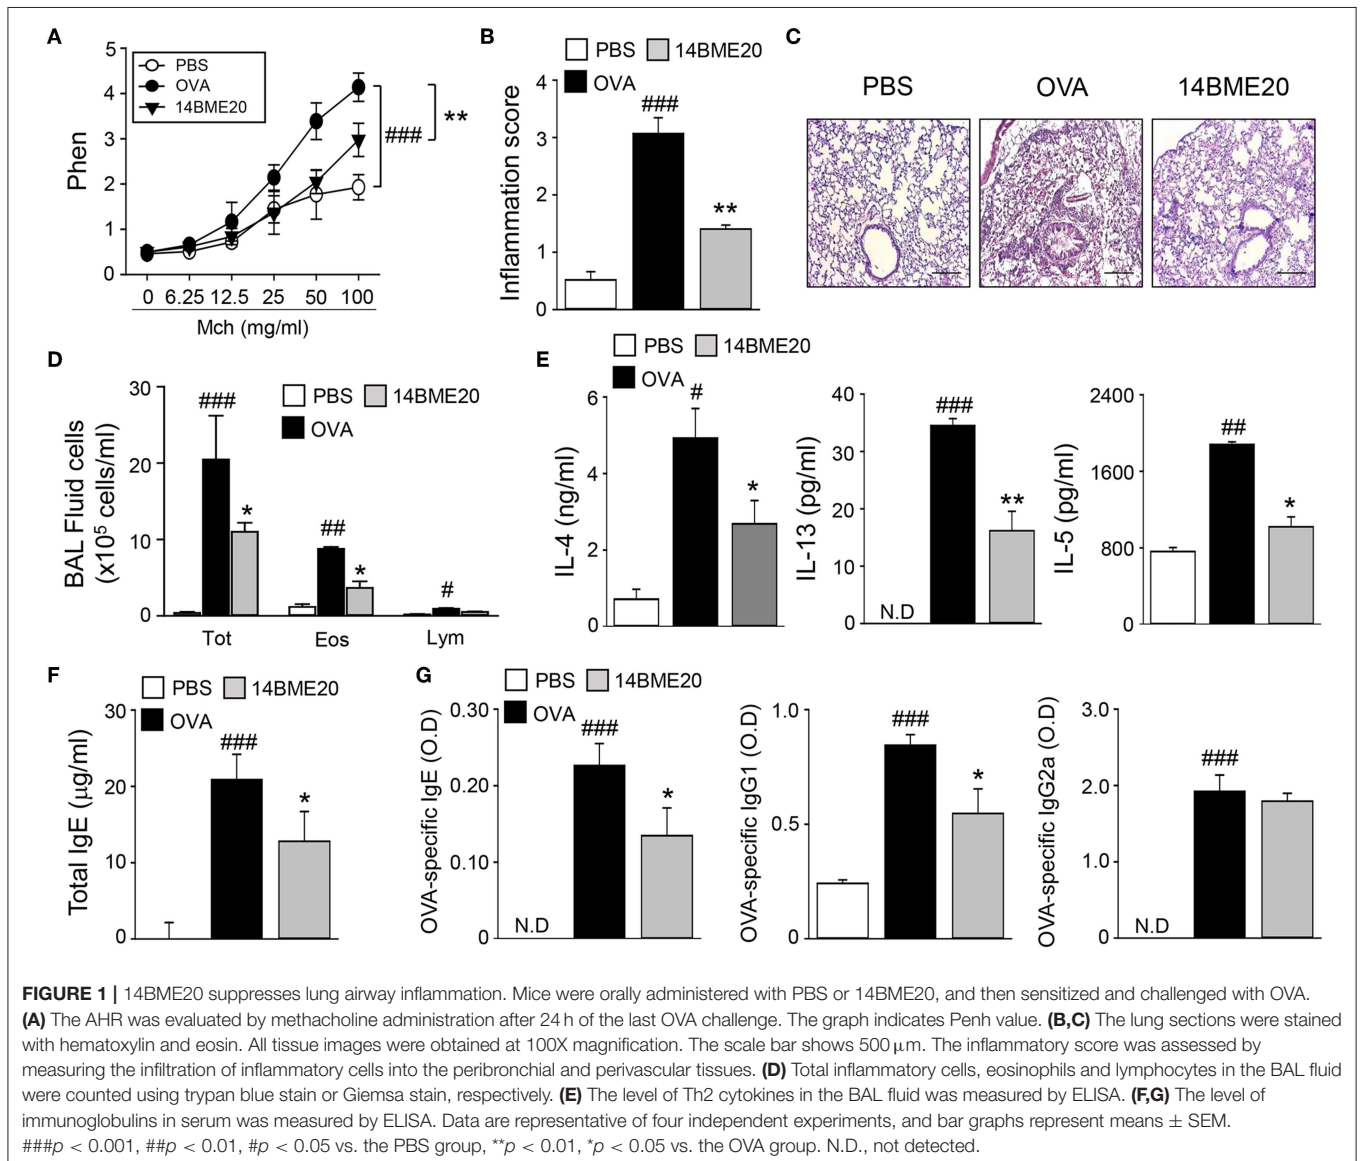 A
5
4
3
2
1
0
Phen
PBS
OVA
14BME20
###
**
0 6.25 12.5 25 50 100
Mch (mg/ml)
B
PBS 14BME20
OVA
4
3
2
1
0
Inflammation score
###
**
C
PBS OVA 14BME20
D
30
20
10
0
BAL Fluid cells
(x10⁵ cells/ml)
PBS 14BME20
OVA
###
*
##
*
#
Tot Eos Lym
E
PBS 14BME20
OVA
6
4
2
0
IL-4 (ng/ml)
#
*
40
30
20
10
0
IL-13 (pg/ml)
N.D
###
**
2400
1600
800
0
IL-5 (pg/ml)
##
*
F
PBS 14BME20
OVA
30
20
10
0
Total IgE (μg/ml)
###
*
G
PBS 14BME20
OVA
0.30
0.20
0.10
0
OVA-specific IgE (O.D)
N.D
###
*
1.0
0.5
0
OVA-specific IgG1 (O.D)
###
*
3.0
2.0
1.0
0
OVA-specific IgG2a (O.D)
N.D
###
FIGURE 1 | 14BME20 suppresses lung airway inflammation. Mice were orally administered with PBS or 14BME20, and then sensitized and challenged with OVA.
(A) The AHR was evaluated by methacholine administration after 24 h of the last OVA challenge. The graph indicates Penh value. (B,C) The lung sections were stained
with hematoxylin and eosin. All tissue images were obtained at 100X magnification. The scale bar shows 500 μm. The inflammatory score was assessed by
measuring the infiltration of inflammatory cells into the peribronchial and perivascular tissues. (D) Total inflammatory cells, eosinophils and lymphocytes in the BAL fluid
were counted using trypan blue stain or Giemsa stain, respectively. (E) The level of Th2 cytokines in the BAL fluid was measured by ELISA. (F,G) The level of
immunoglobulins in serum was measured by ELISA. Data are representative of four independent experiments, and bar graphs represent means ± SEM.
###p < 0.001, ##p < 0.01, #p < 0.05 vs. the PBS group, **p < 0.01, *p < 0.05 vs. the OVA group. N.D., not detected.